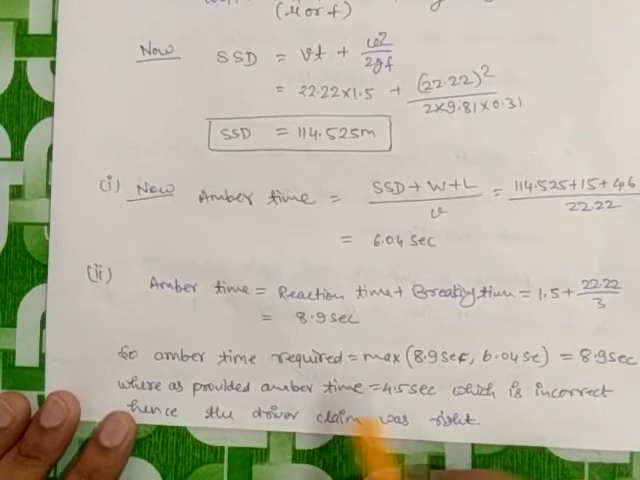 (μ or f)
Now SSD = vt + v²/2gf
= 22.22×1.5 + (22.22)²/2×9.81×0.31
SSD = 114.525m
(i) Now Amber time = SSD+W+L/v = 114.525+15+4.6/22.22
= 6.04 sec
(ii) Amber time = Reaction time + Breaking time = 1.5 + 22.22/3
= 8.9 sec
So amber time required = max (8.9 sec, 6.04 se) = 8.9sec
where as provided amber time = 4.5 sec which is incorrect
hence the driver claim was right.